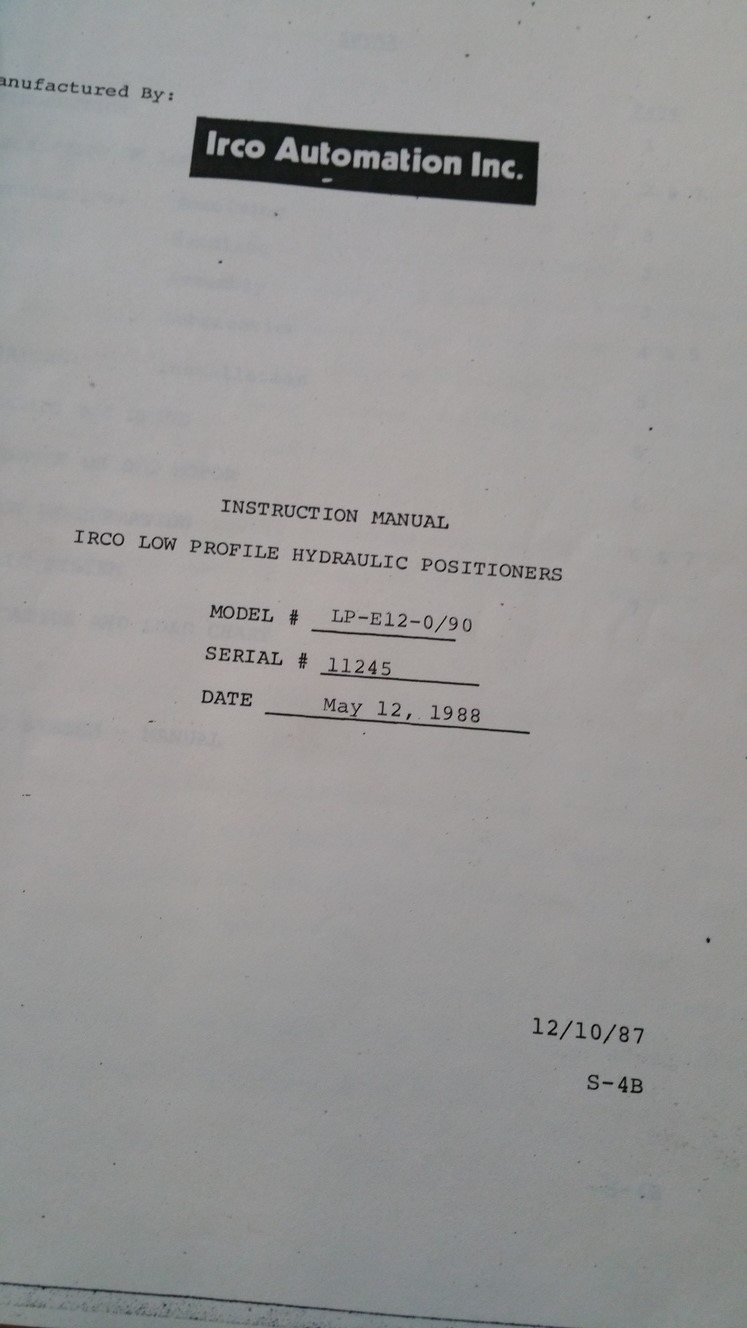 anufactured By:
Irco Automation Inc.
INSTRUCTION MANUAL
IRCO LOW PROFILE HYDRAULIC POSITIONERS
MODEL # LP-E12-0/90
SERIAL # 11245
DATE May 12, 1988
12/10/87
S-4B